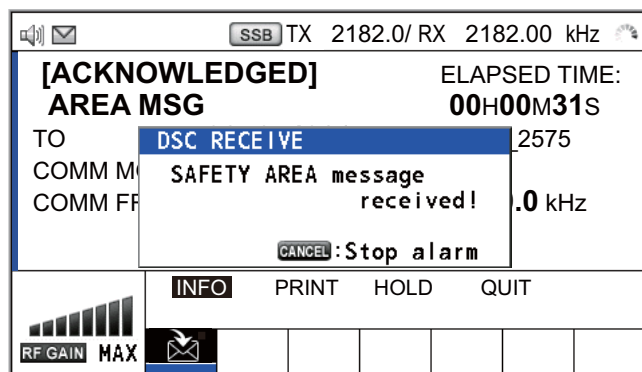 SSB TX 2182.0/ RX 2182.00 kHz
[ACKNOWLEDGED] ELAPSED TIME:
AREA MSG 00H00M31S
TO _2575
COMM M
COMM F .0 kHz
DSC RECEIVE
SAFETY AREA message
received!
CANCEL :Stop alarm
INFO PRINT HOLD QUIT
RF GAIN MAX